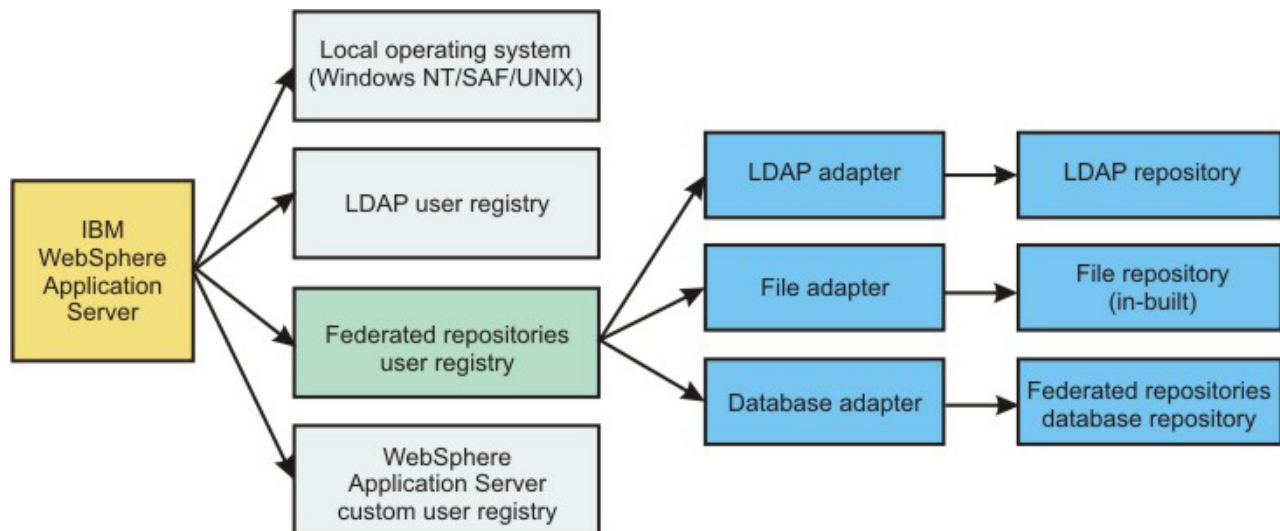 IBM
WebSphere
Application
Server
Local operating system
(Windows NT/SAF/UNIX)
LDAP user registry
Federated repositories
user registry
WebSphere
Application Server
custom user registry
LDAP adapter
File adapter
Database adapter
LDAP repository
File repository
(in-built)
Federated repositories
database repository